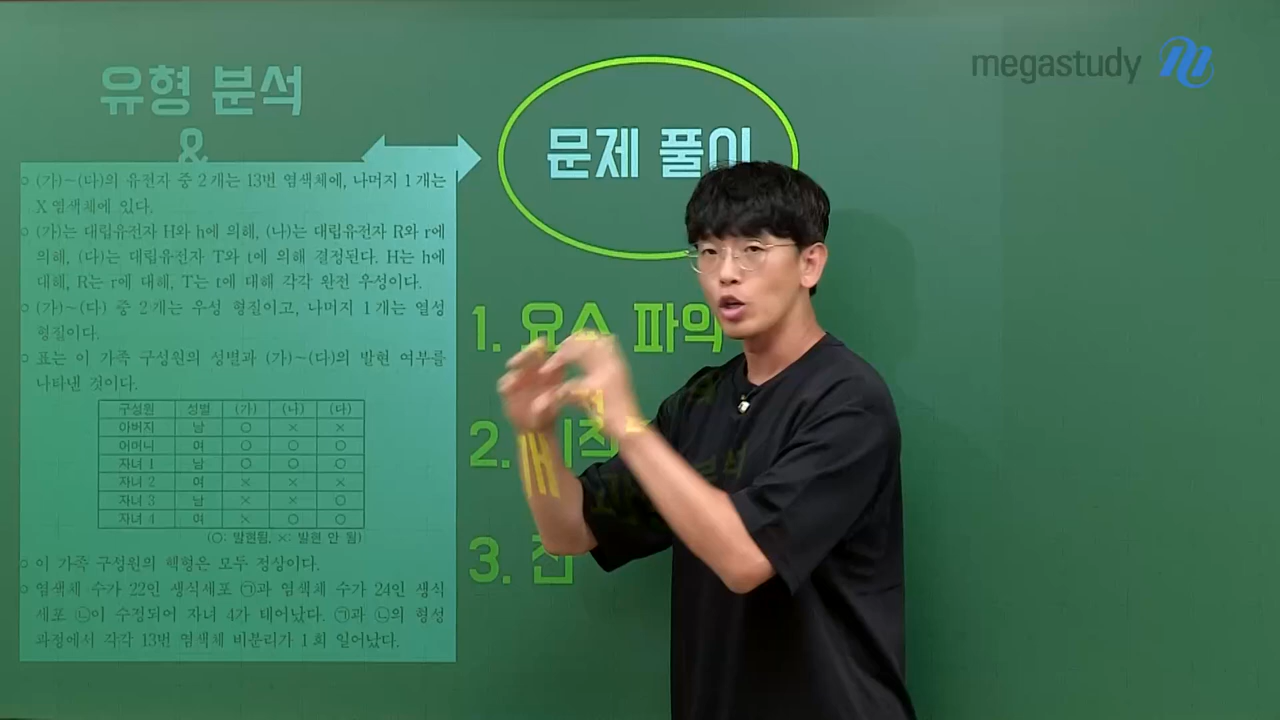 megastudy
유형 분석
&
문제 풀이
○ (가)~(다)의 유전자 중 2개는 13번 염색체에, 나머지 1개는
X 염색체에 있다.
○ (가)는 대립유전자 H와 h에 의해, (나)는 대립유전자 R와 r에
의해, (다)는 대립유전자 T와 t에 의해 결정된다. H는 h에
대해, R는 r에 대해, T는 t에 대해 각각 완전 우성이다.
○ (가)~(다) 중 2개는 우성 형질이고, 나머지 1개는 열성
형질이다.
○ 표는 이 가족 구성원의 성별과 (가)~(다)의 발현 여부를
나타낸 것이다.
구성원 성별 (가) (나) (다)
아버지 남 ○ × ×
어머니 여 ○ ○ ○
자녀 1 남 ○ ○ ○
자녀 2 여 × × ×
자녀 3 남 × × ○
자녀 4 여 × ○ ○
(○: 발현됨, ×: 발현 안 됨)
○ 이 가족 구성원의 핵형은 모두 정상이다.
○ 염색체 수가 22인 생식세포 ㉠과 염색체 수가 24인 생식
세포 ㉡이 수정되어 자녀 4가 태어났다. ㉠과 ㉡의 형성
과정에서 각각 13번 염색체 비분리가 1회 일어났다.
1. 요소 파악
2.
3.